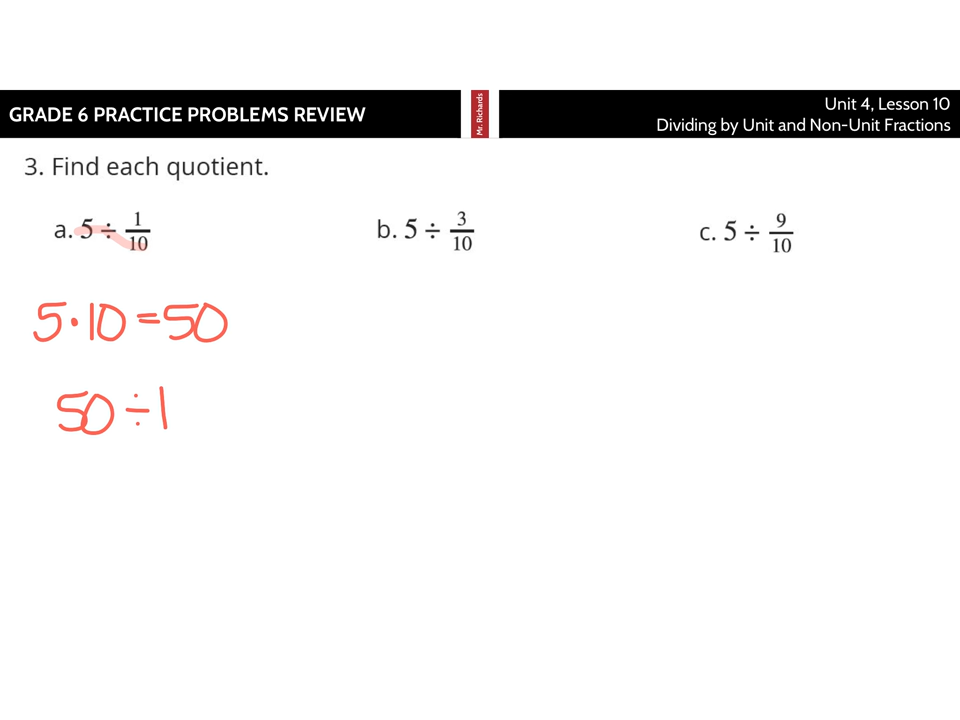 GRADE 6 PRACTICE PROBLEMS REVIEW
Mr. Richards
Unit 4, Lesson 10
Dividing by Unit and Non-Unit Fractions
3. Find each quotient.
a. 5 ÷ 1/10
b. 5 ÷ 3/10
c. 5 ÷ 9/10
5·10=50
50÷1